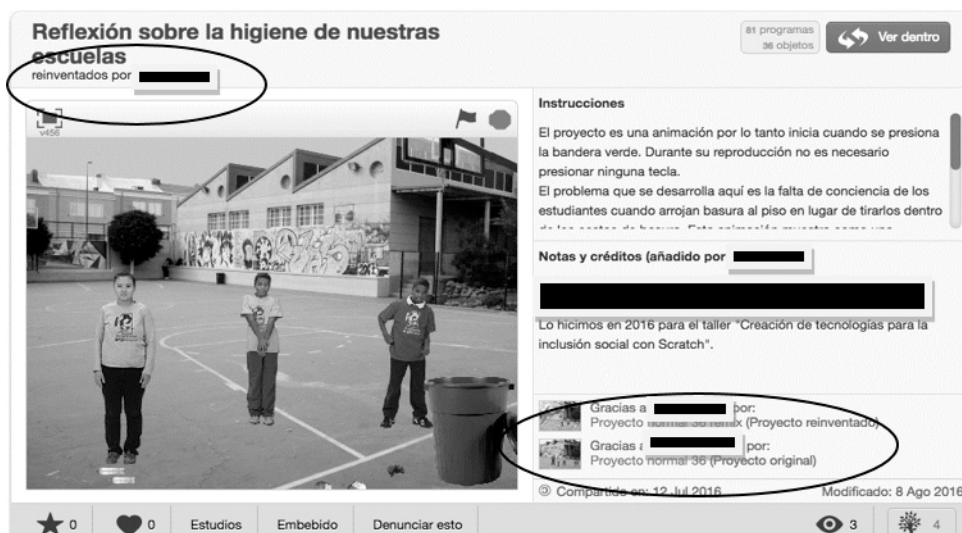 Reflexión sobre la higiene de nuestras
escuelas
reinventados por
81 programas
36 objetos
Ver dentro
v456
Instrucciones
El proyecto es una animación por lo tanto inicia cuando se presiona
la bandera verde. Durante su reproducción no es necesario
presionar ninguna tecla.
El problema que se desarrolla aquí es la falta de conciencia de los
estudiantes cuando arrojan basura al piso en lugar de tirarlos dentro
Notas y créditos (añadido por
Lo hicimos en 2016 para el taller "Creación de tecnologías para la
inclusión social con Scratch".
Gracias a por:
Proyecto normal 36 remix (Proyecto reinventado)
Gracias a por:
Proyecto normal 36 (Proyecto original)
Compartido en: 12 Jul 2016
Modificado: 8 Ago 2016
0
0
Estudios
Embebido
Denunciar esto
3
4